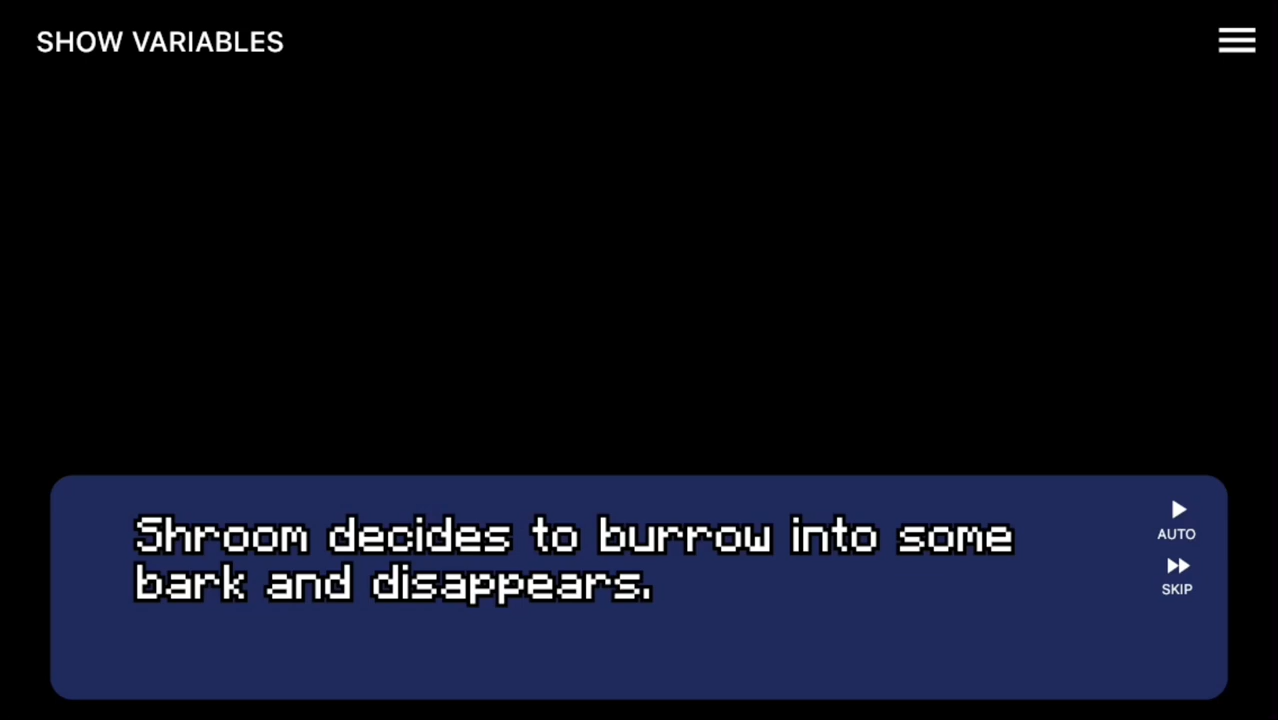 SHOW VARIABLES
Shroom decides to burrow into some
bark and disappears.
AUTO
SKIP